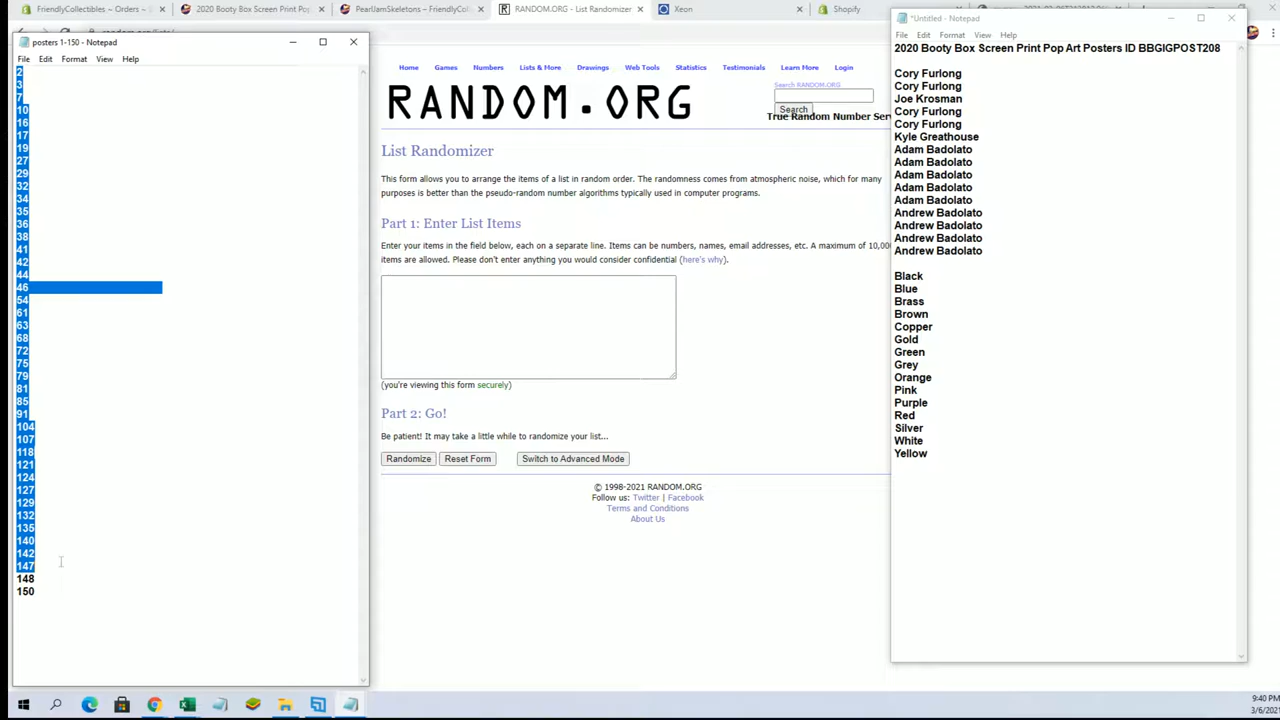 FriendlyCollectibles. ~ Orders ~ S
2020 Booty Box Screen Print Pop
PearlJamSkeletons – FriendlyColl
RANDOM.ORG - List Randomizer
Xeon
Shopify
posters 1-150 - Notepad
File Edit Format View Help
2
3
7
10
16
17
19
27
29
32
34
35
36
38
41
42
44
46
54
61
63
68
72
75
79
81
85
91
104
107
118
121
124
127
129
132
135
140
142
147
148
150
Home Games Numbers Lists & More Drawings Web Tools Statistics Testimonials Learn More Login
RANDOM.ORG
Search RANDOM.ORG
Search
True Random Number Ser
List Randomizer
This form allows you to arrange the items of a list in random order. The randomness comes from atmospheric noise, which for many
purposes is better than the pseudo-random number algorithms typically used in computer programs.
Part 1: Enter List Items
Enter your items in the field below, each on a separate line. Items can be numbers, names, email addresses, etc. A maximum of 10,00
items are allowed. Please don't enter anything you would consider confidential (here's why).
(you're viewing this form securely)
Part 2: Go!
Be patient! It may take a little while to randomize your list...
Randomize Reset Form Switch to Advanced Mode
© 1998-2021 RANDOM.ORG
Follow us: Twitter | Facebook
Terms and Conditions
About Us
*Untitled - Notepad
File Edit Format View Help
2020 Booty Box Screen Print Pop Art Posters ID BBGIGPOST208
Cory Furlong
Cory Furlong
Joe Krosman
Cory Furlong
Cory Furlong
Kyle Greathouse
Adam Badolato
Adam Badolato
Adam Badolato
Adam Badolato
Adam Badolato
Andrew Badolato
Andrew Badolato
Andrew Badolato
Andrew Badolato
Black
Blue
Brass
Brown
Copper
Gold
Green
Grey
Orange
Pink
Purple
Red
Silver
White
Yellow
9:40 PM
3/6/2021